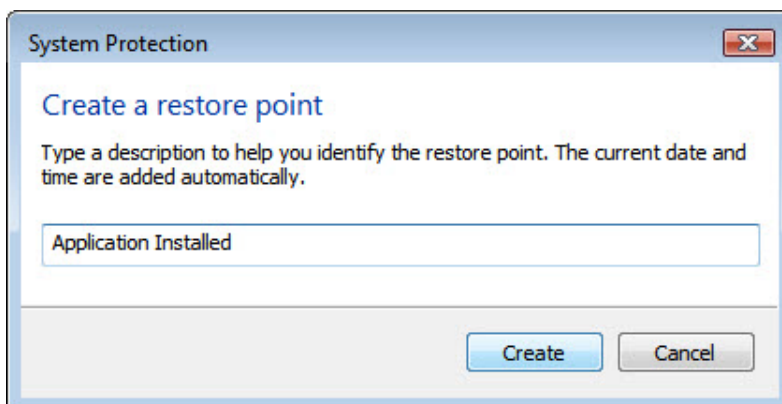 System Protection
Create a restore point
Type a description to help you identify the restore point. The current date and
time are added automatically.
Application Installed
Create
Cancel